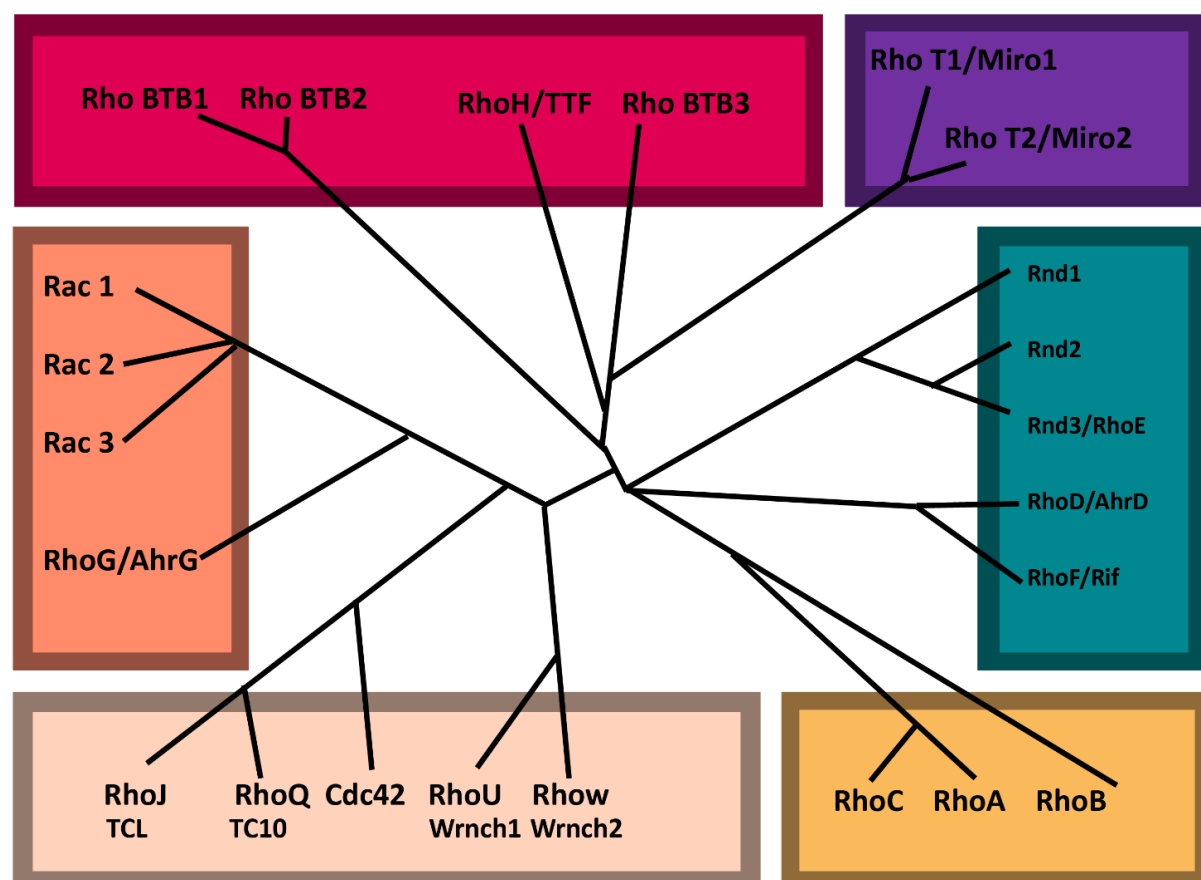 Rho BTB1
Rho BTB2
RhoH/TTF
Rho BTB3
Rho T1/Miro1
Rho T2/Miro2
Rac 1
Rac 2
Rac 3
RhoG/AhrG
Rnd1
Rnd2
Rnd3/RhoE
RhoD/AhrD
RhoF/Rif
RhoJ
TCL
RhoQ
TC10
Cdc42
RhoU
Wrnch1
Rhow
Wrnch2
RhoC
RhoA
RhoB